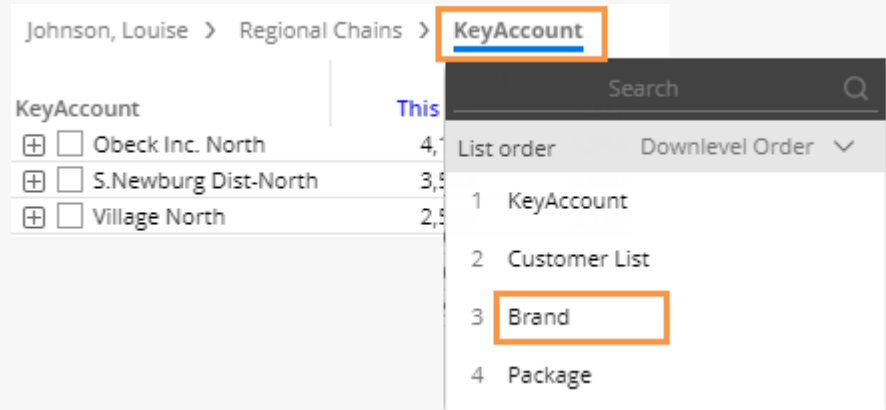 Johnson, Louise > Regional Chains > KeyAccount
Search
KeyAccount This
List order Downlevel Order
Obeck Inc. North
S.Newburg Dist-North
Village North
1 KeyAccount
2 Customer List
3 Brand
4 Package